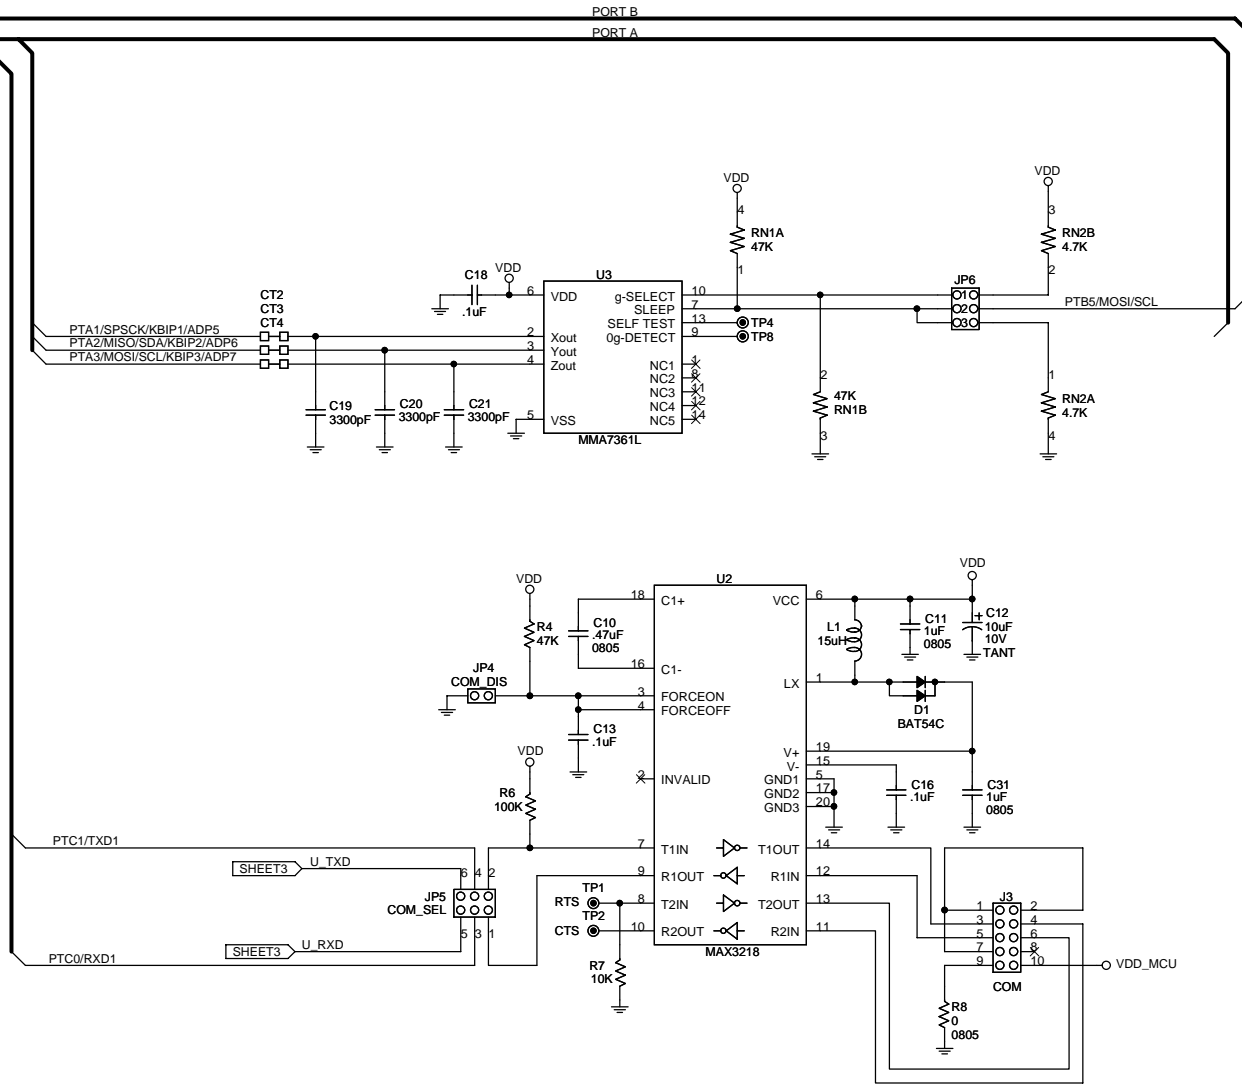 PORT B
PORT A
VDD
4
RN1A
47K
1
VDD
3
RN2B
4.7K
2
C18
.1uF
VDD
U3
6 VDD
g-SELECT 10
SLEEP 7
SELF TEST 13 TP4
0g-DETECT 9 TP8
JP6
1
2
3
PTB5/MOSI/SCL
CT2
CT3
CT4
PTA1/SPSCK/KBIP1/ADP5
PTA2/MISO/SDA/KBIP2/ADP6
PTA3/MOSI/SCL/KBIP3/ADP7
2 Xout
3 Yout
4 Zout
NC1 1
NC2 8
NC3 11
NC4 12
NC5 14
5 VSS
MMA7361L
C19
3300pF
C20
3300pF
C21
3300pF
2
47K
RN1B
3
1
RN2A
4.7K
4
U2
VDD
R4
47K
C10
.47uF
0805
18 C1+
16 C1-
VCC 6
L1
15uH
C11
1uF
0805
VDD
+ C12
10uF
10V
TANT
JP4
COM_DIS
3 FORCEON
4 FORCEOFF
C13
.1uF
LX 1
D1
BAT54C
VDD
R6
100K
2 INVALID
V+ 19
V- 15
GND1 5
GND2 17
GND3 20
C16
.1uF
C31
1uF
0805
PTC1/TXD1
SHEET3 U_TXD
6 4 2
JP5
COM_SEL
5 3 1
SHEET3 U_RXD
PTC0/RXD1
7 T1IN
T1OUT 14
9 R1OUT
R1IN 12
TP1
RTS
8 T2IN
T2OUT 13
TP2
CTS
10 R2OUT
R2IN 11
MAX3218
R7
10K
J3
1 2
3 4
5 6
7 8
9 10
COM
VDD_MCU
R8
0
0805